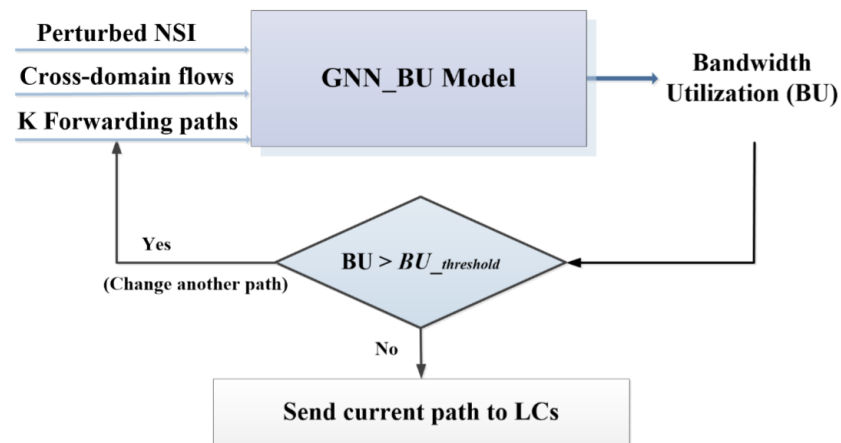 Perturbed NSI
Cross-domain flows
K Forwarding paths
GNN_BU Model
Bandwidth
Utilization (BU)
BU > BU_threshold
Yes
(Change another path)
No
Send current path to LCs